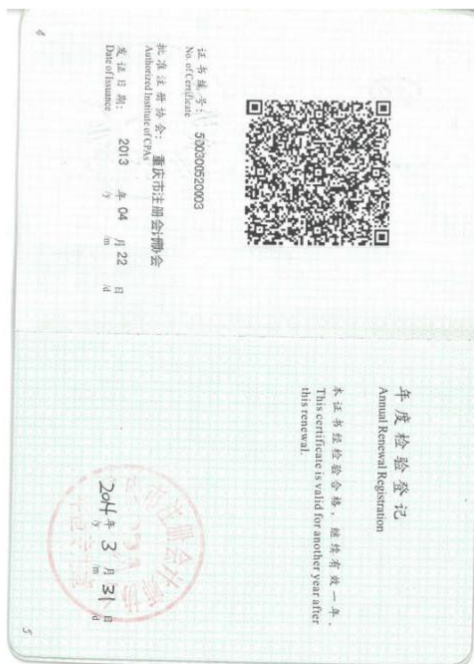 证书编号: 500300520003
No. of Certificate
批准注册协会: 重庆市注册会计师协会
Authorized Institute of CPAs
发证日期: 2013 年 04 月 22 日
Date of Issuance /y /m /d
4
年度检验登记
Annual Renewal Registration
本证书经检验合格，继续有效一年。
This certificate is valid for another year after
this renewal.
2014 年 3 月 31 日
/y /m /d
5